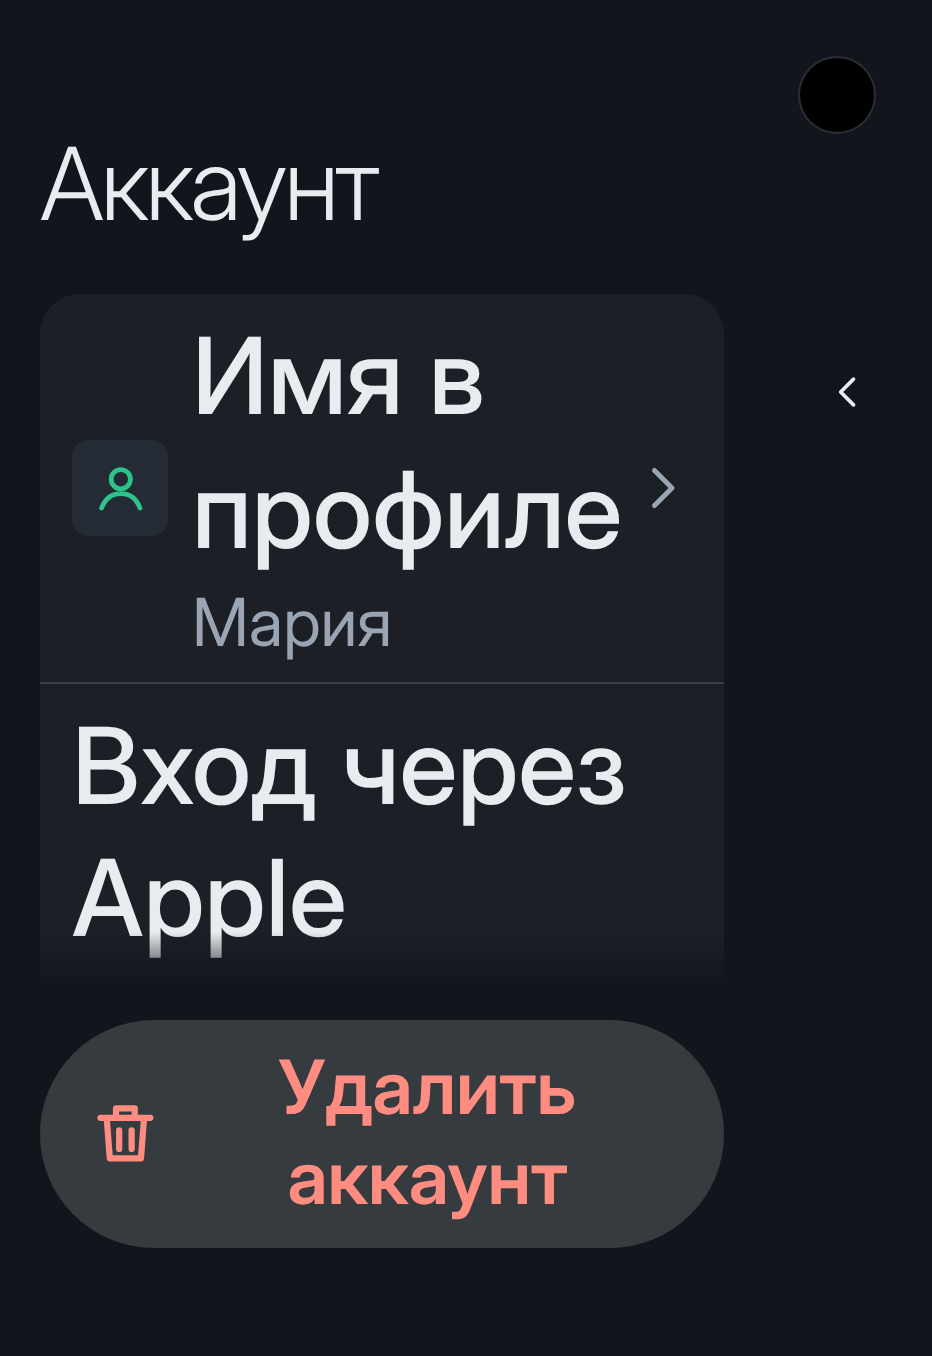 Аккаунт
Имя в
профиле
Мария
Вход через
Apple
Удалить
аккаунт